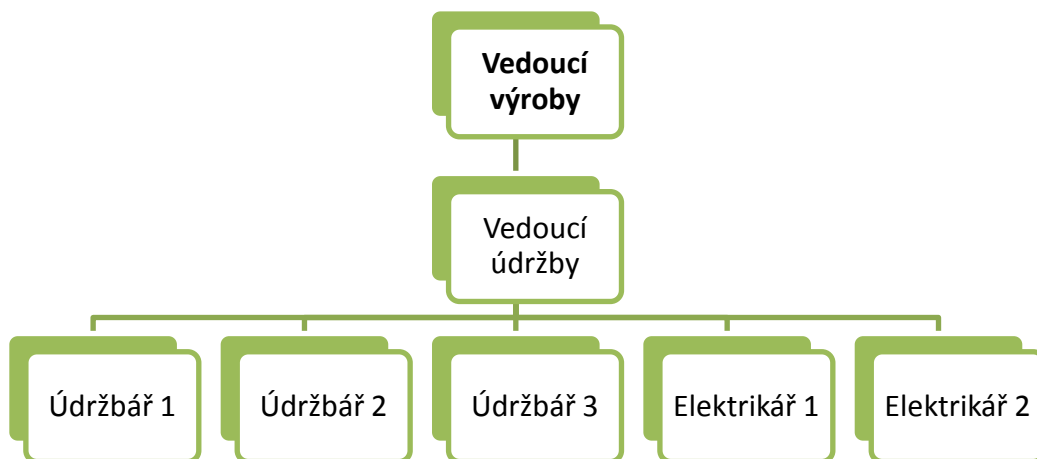 Vedoucí
výroby
Vedoucí
údržby
Údržbář 1
Údržbář 2
Údržbář 3
Elektrikář 1
Elektrikář 2